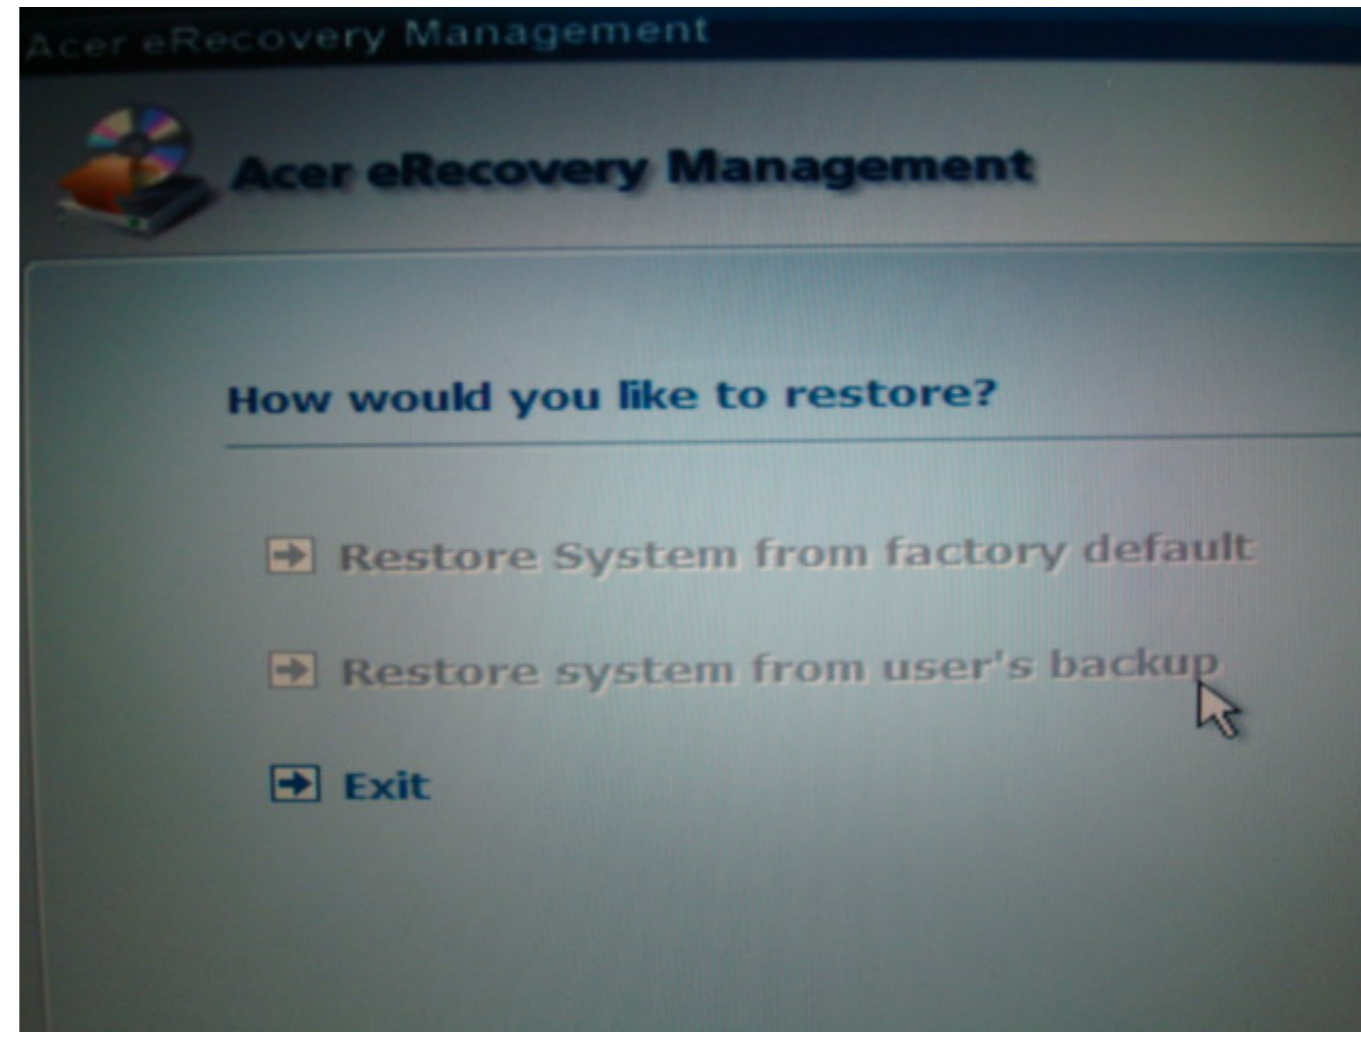 Acer eRecovery Management
Acer eRecovery Management
How would you like to restore?
Restore System from factory default
Restore system from user's backup
Exit